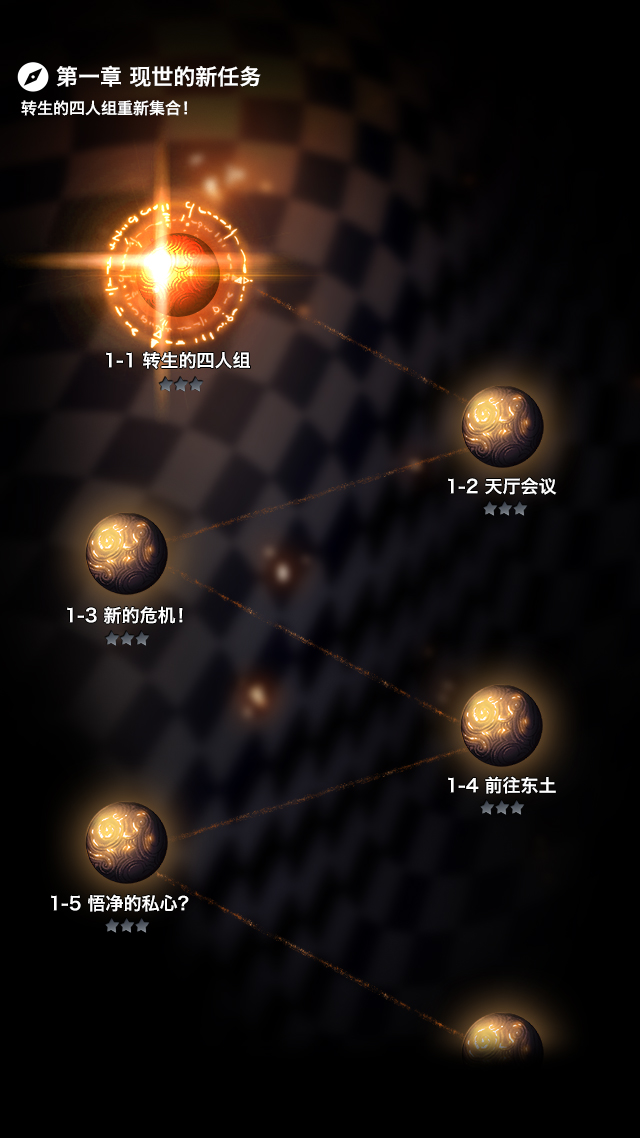 第一章 现世的新任务
转生的四人组重新集合!
1-1 转生的四人组
1-2 天厅会议
1-3 新的危机!
1-4 前往东土
1-5 悟净的私心?